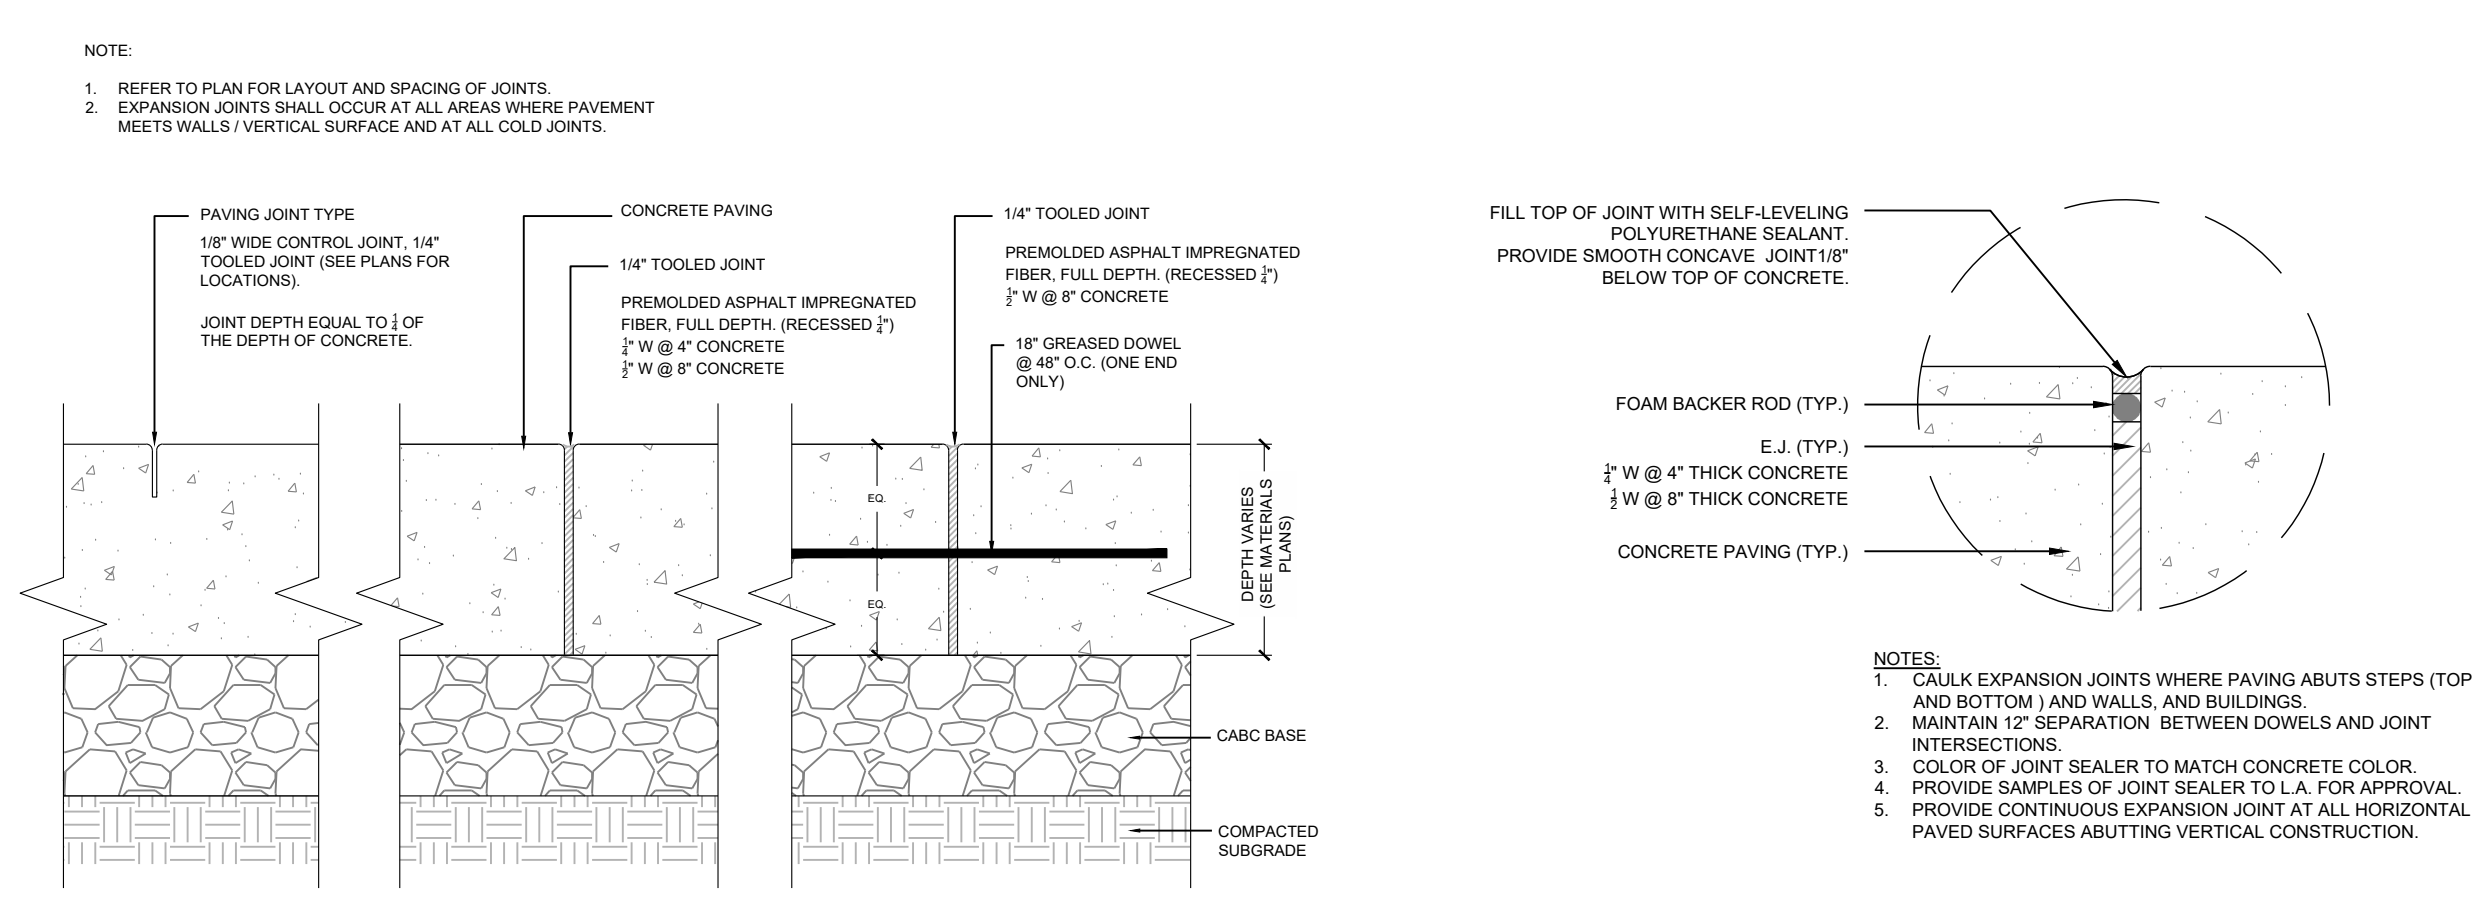 NOTE:
1. REFER TO PLAN FOR LAYOUT AND SPACING OF JOINTS.
2. EXPANSION JOINTS SHALL OCCUR AT ALL AREAS WHERE PAVEMENT
MEETS WALLS / VERTICAL SURFACE AND AT ALL COLD JOINTS.
PAVING JOINT TYPE
1/8" WIDE CONTROL JOINT, 1/4"
TOOLED JOINT (SEE PLANS FOR
LOCATIONS).
JOINT DEPTH EQUAL TO 1/4 OF
THE DEPTH OF CONCRETE.
CONCRETE PAVING
1/4" TOOLED JOINT
PREMOLDED ASPHALT IMPREGNATED
FIBER, FULL DEPTH. (RECESSED 1/4")
1/4" W @ 4" CONCRETE
1/2" W @ 8" CONCRETE
1/4" TOOLED JOINT
PREMOLDED ASPHALT IMPREGNATED
FIBER, FULL DEPTH. (RECESSED 1/4")
1/2" W @ 8" CONCRETE
18" GREASED DOWEL
@ 48" O.C. (ONE END
ONLY)
EQ.
EQ.
DEPTH VARIES
(SEE MATERIALS
PLANS)
CABC BASE
COMPACTED
SUBGRADE
FILL TOP OF JOINT WITH SELF-LEVELING
POLYURETHANE SEALANT.
PROVIDE SMOOTH CONCAVE JOINT1/8"
BELOW TOP OF CONCRETE.
FOAM BACKER ROD (TYP.)
E.J. (TYP.)
1/4" W @ 4" THICK CONCRETE
1/2 W @ 8" THICK CONCRETE
CONCRETE PAVING (TYP.)
NOTES:
1. CAULK EXPANSION JOINTS WHERE PAVING ABUTS STEPS (TOP
AND BOTTOM ) AND WALLS, AND BUILDINGS.
2. MAINTAIN 12" SEPARATION BETWEEN DOWELS AND JOINT
INTERSECTIONS.
3. COLOR OF JOINT SEALER TO MATCH CONCRETE COLOR.
4. PROVIDE SAMPLES OF JOINT SEALER TO L.A. FOR APPROVAL.
5. PROVIDE CONTINUOUS EXPANSION JOINT AT ALL HORIZONTAL
PAVED SURFACES ABUTTING VERTICAL CONSTRUCTION.